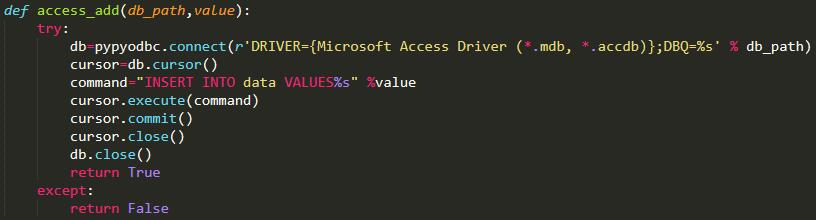 def access_add(db_path,value):
    try:
        db=pypyodbc.connect(r'DRIVER={Microsoft Access Driver (*.mdb, *.accdb)};DBQ=%s' % db_path)
        cursor=db.cursor()
        command="INSERT INTO data VALUES%s" %value
        cursor.execute(command)
        cursor.commit()
        cursor.close()
        db.close()
        return True
    except:
        return False